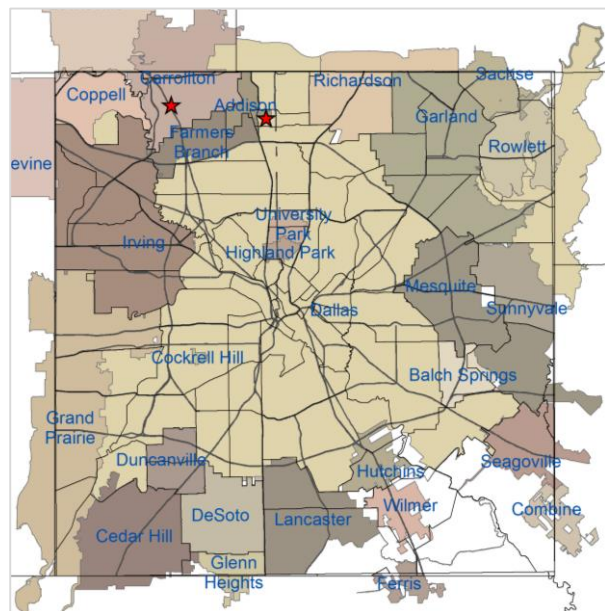 Carrollton
Sachse
Richardson
Coppell
Addison
Garland
Farmers
Branch
Rowlett
evine
University
Park
Irving
Highland Park
Mesquite
Sunnyvale
Dallas
Cockrell Hill
Balch Springs
Grand
Prairie
Duncanville
Hutchins
Seagoville
Wilmer
Combine
DeSoto
Lancaster
Cedar Hill
Glenn
Heights
Ferris